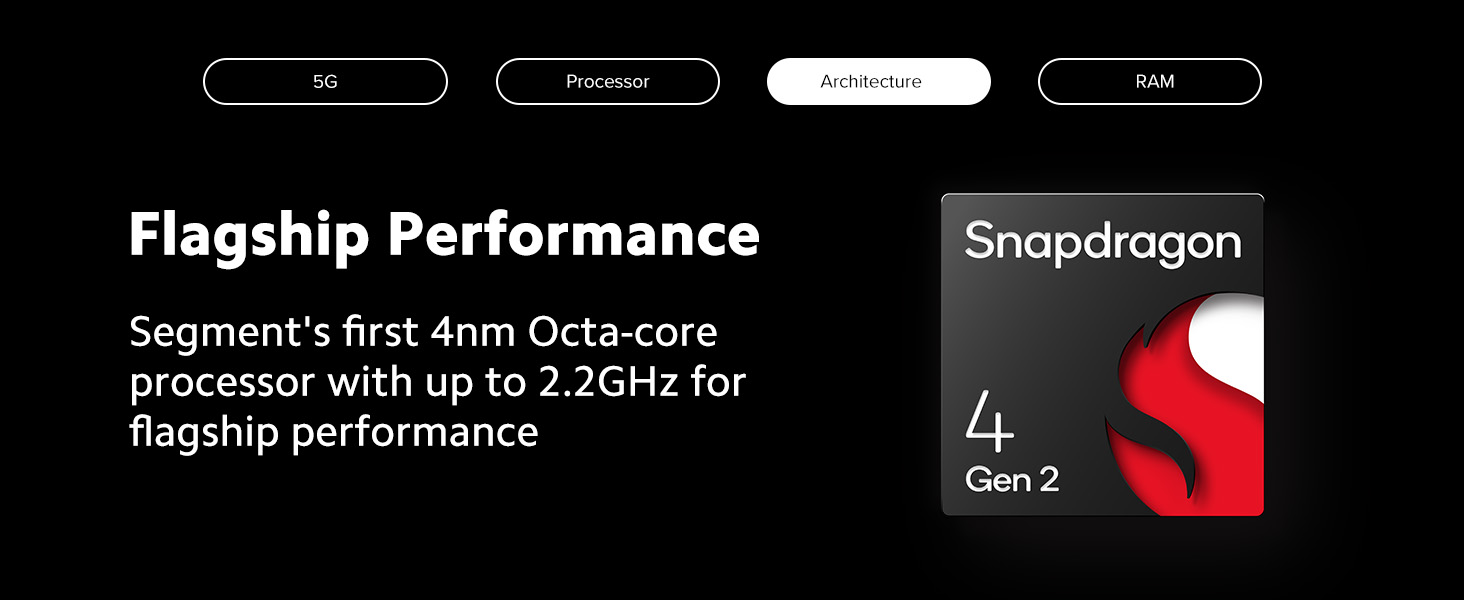 5G
Processor
Architecture
RAM
Flagship Performance
Segment's first 4nm Octa-core
processor with up to 2.2GHz for
flagship performance
Snapdragon
4
Gen 2